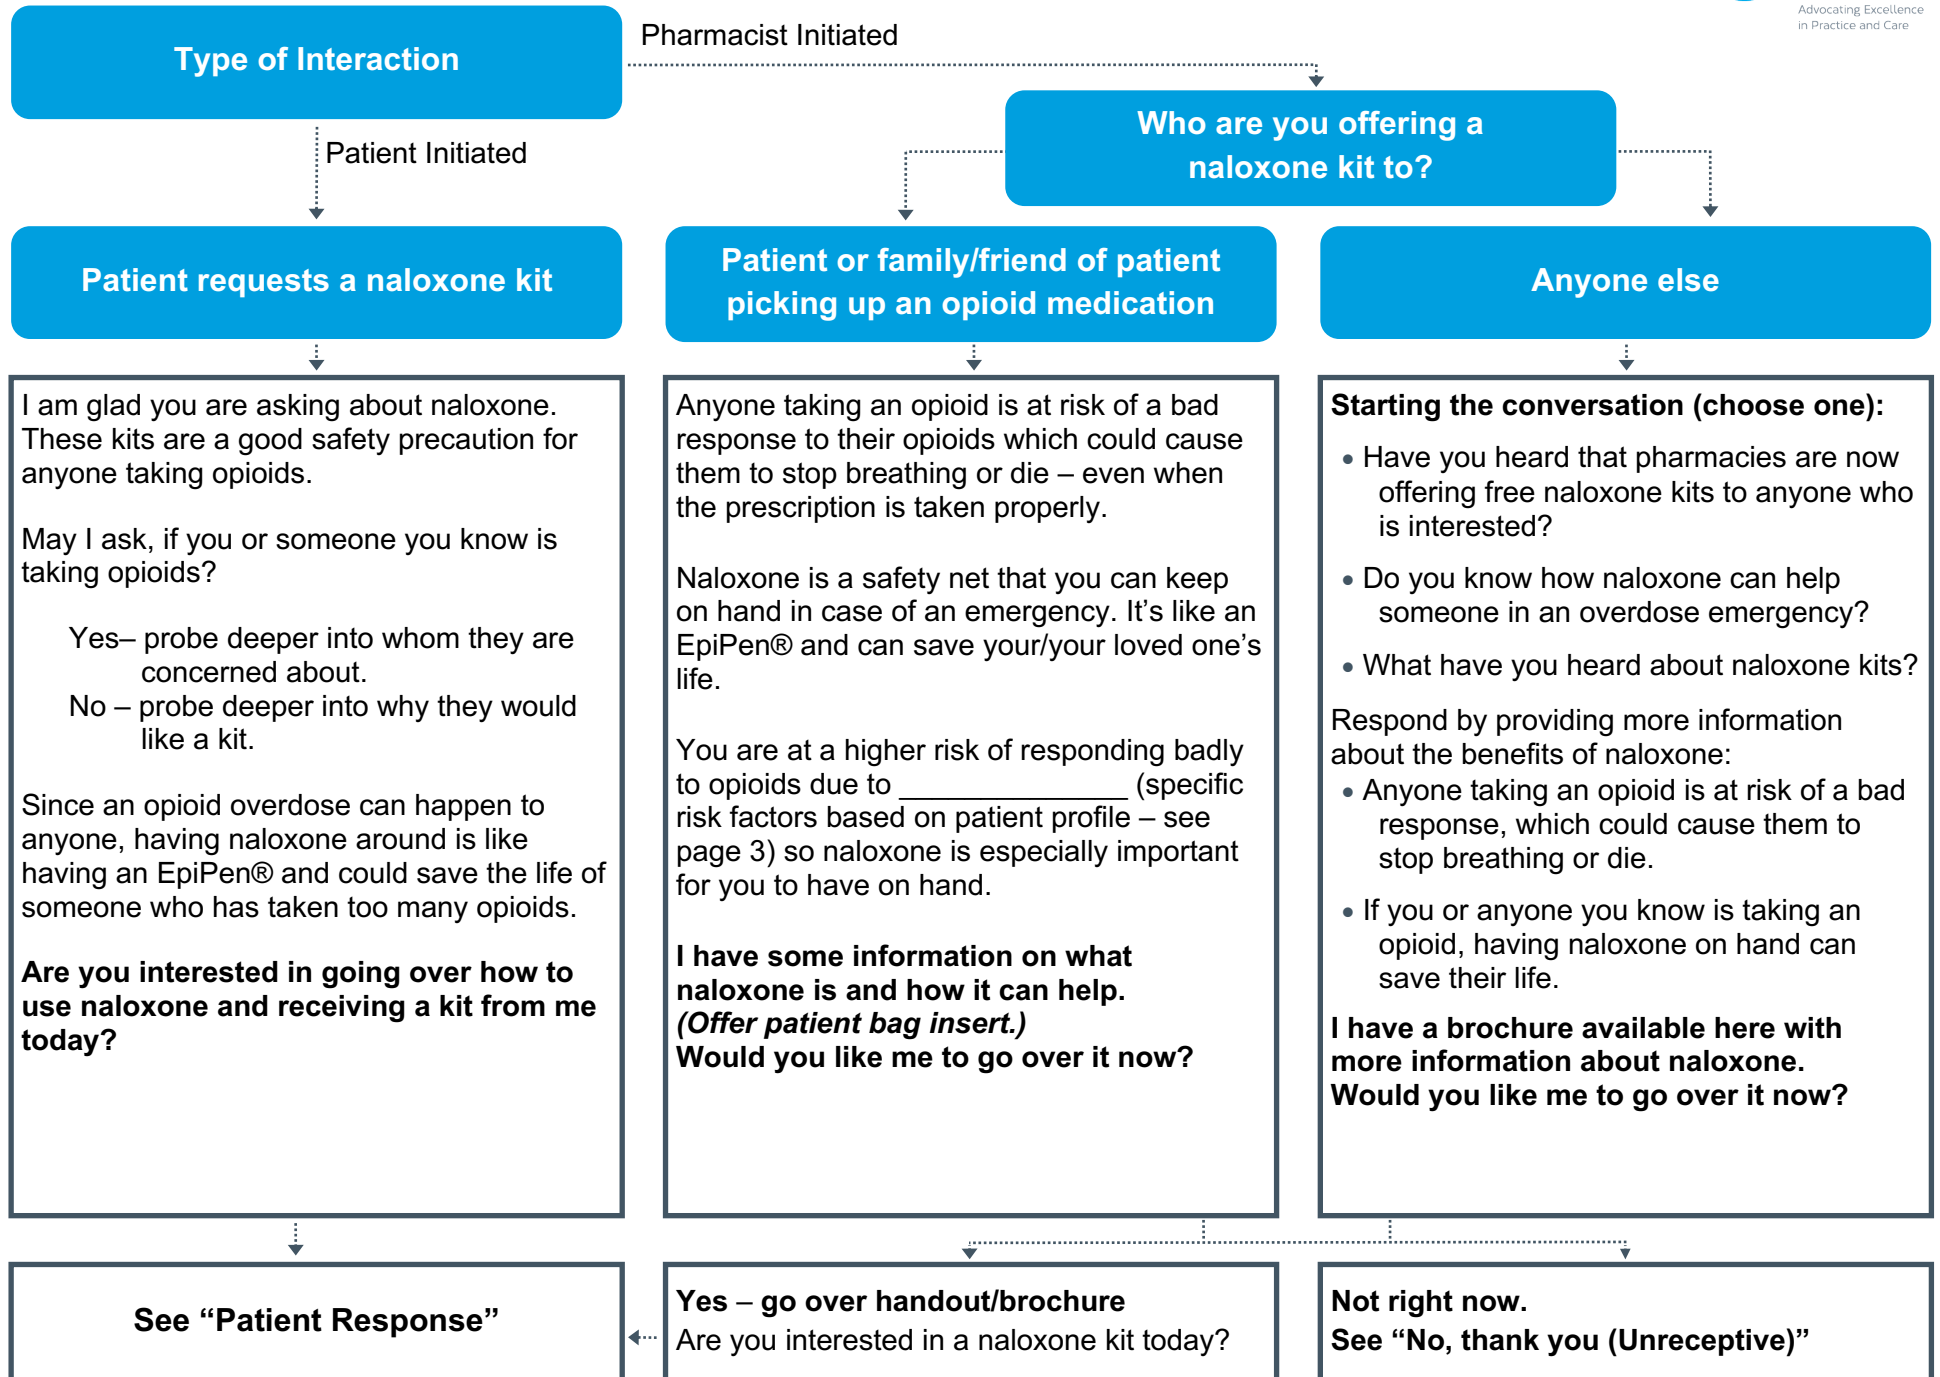 Advocating Excellence
in Practice and Care
Type of Interaction
Pharmacist Initiated
Patient Initiated
Who are you offering a
naloxone kit to?
Patient requests a naloxone kit
Patient or family/friend of patient
picking up an opioid medication
Anyone else
I am glad you are asking about naloxone.
These kits are a good safety precaution for
anyone taking opioids.
May I ask, if you or someone you know is
taking opioids?
Yes– probe deeper into whom they are
concerned about.
No – probe deeper into why they would
like a kit.
Since an opioid overdose can happen to
anyone, having naloxone around is like
having an EpiPen® and could save the life of
someone who has taken too many opioids.
Are you interested in going over how to
use naloxone and receiving a kit from me
today?
Anyone taking an opioid is at risk of a bad
response to their opioids which could cause
them to stop breathing or die – even when
the prescription is taken properly.
Naloxone is a safety net that you can keep
on hand in case of an emergency. It’s like an
EpiPen® and can save your/your loved one’s
life.
You are at a higher risk of responding badly
to opioids due to ______________ (specific
risk factors based on patient profile – see
page 3) so naloxone is especially important
for you to have on hand.
I have some information on what
naloxone is and how it can help.
(Offer patient bag insert.)
Would you like me to go over it now?
Starting the conversation (choose one):
• Have you heard that pharmacies are now
offering free naloxone kits to anyone who
is interested?
• Do you know how naloxone can help
someone in an overdose emergency?
• What have you heard about naloxone kits?
Respond by providing more information
about the benefits of naloxone:
• Anyone taking an opioid is at risk of a bad
response, which could cause them to
stop breathing or die.
• If you or anyone you know is taking an
opioid, having naloxone on hand can
save their life.
I have a brochure available here with
more information about naloxone.
Would you like me to go over it now?
See “Patient Response”
Yes – go over handout/brochure
Are you interested in a naloxone kit today?
Not right now.
See “No, thank you (Unreceptive)”